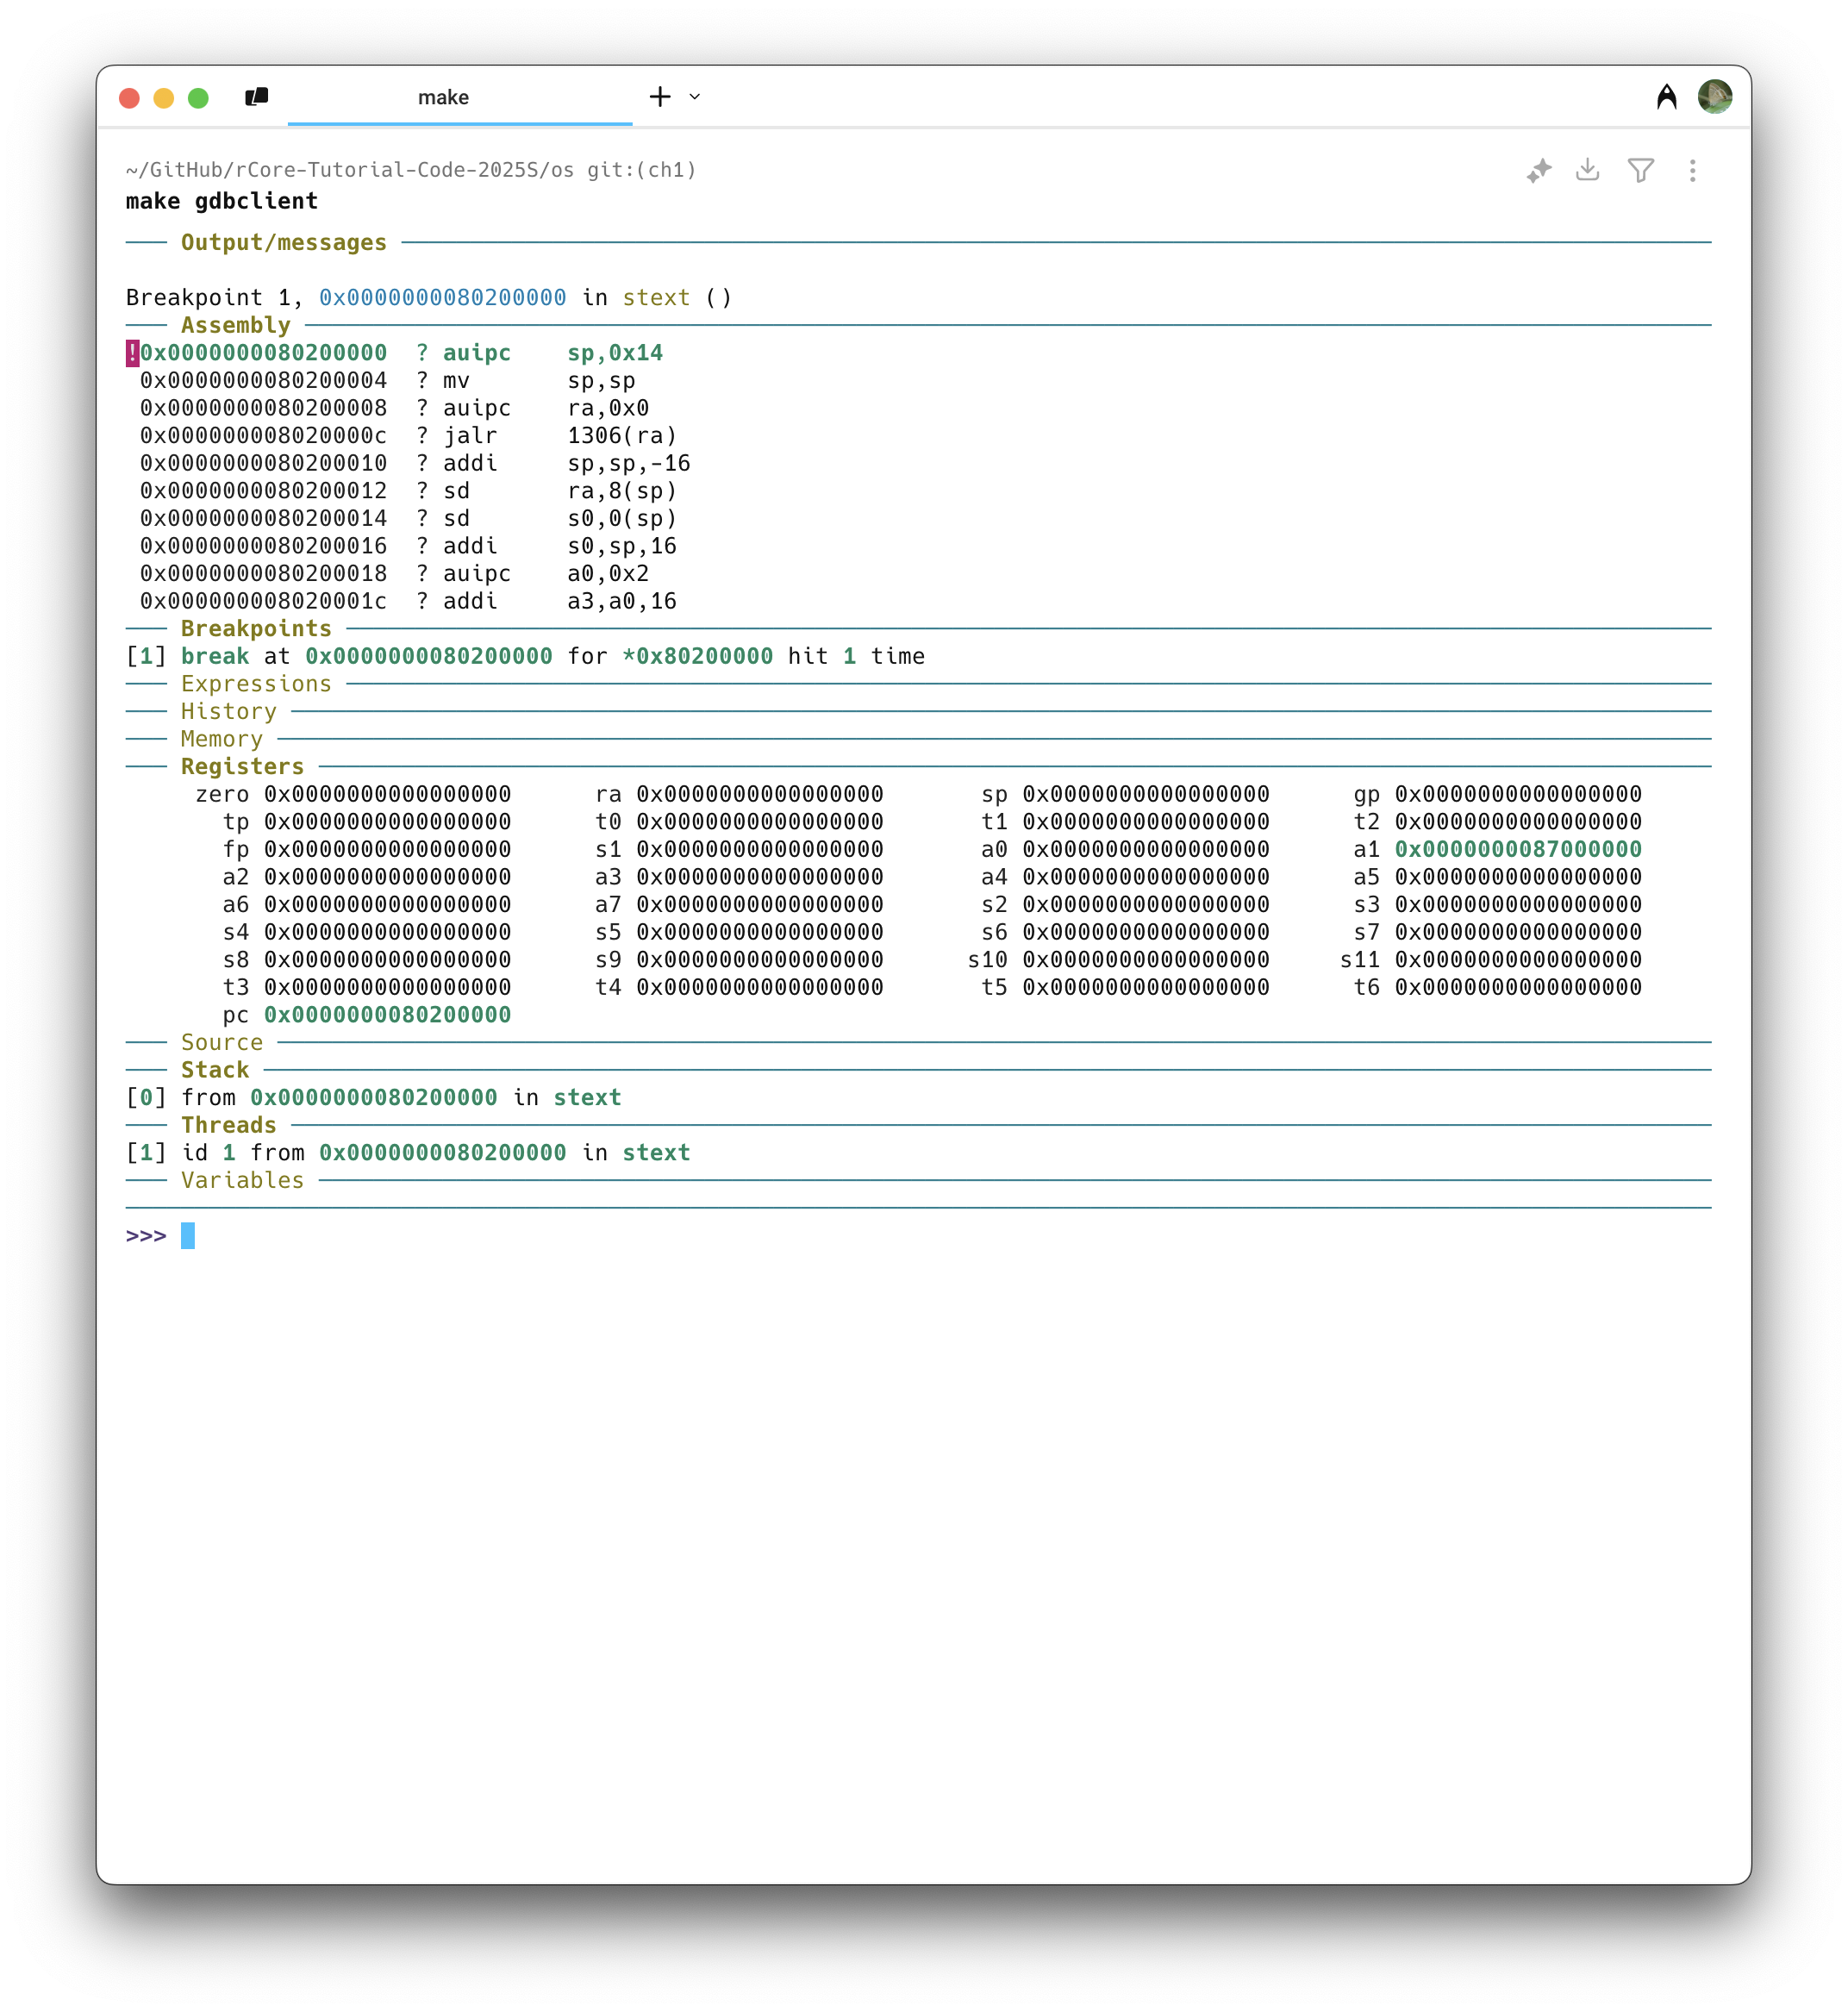 make
~/GitHub/rCore-Tutorial-Code-2025S/os git:(ch1)
make gdbclient
─── Output/messages ───
Breakpoint 1, 0x0000000080200000 in stext ()
─── Assembly ───
!0x0000000080200000  ? auipc    sp,0x14
 0x0000000080200004  ? mv       sp,sp
 0x0000000080200008  ? auipc    ra,0x0
 0x000000008020000c  ? jalr     1306(ra)
 0x0000000080200010  ? addi     sp,sp,-16
 0x0000000080200012  ? sd       ra,8(sp)
 0x0000000080200014  ? sd       s0,0(sp)
 0x0000000080200016  ? addi     s0,sp,16
 0x0000000080200018  ? auipc    a0,0x2
 0x000000008020001c  ? addi     a3,a0,16
─── Breakpoints ───
[1] break at 0x0000000080200000 for *0x80200000 hit 1 time
─── Expressions ───
─── History ───
─── Memory ───
─── Registers ───
zero 0x0000000000000000 ra 0x0000000000000000 sp 0x0000000000000000 gp 0x0000000000000000
tp 0x0000000000000000 t0 0x0000000000000000 t1 0x0000000000000000 t2 0x0000000000000000
fp 0x0000000000000000 s1 0x0000000000000000 a0 0x0000000000000000 a1 0x0000000087000000
a2 0x0000000000000000 a3 0x0000000000000000 a4 0x0000000000000000 a5 0x0000000000000000
a6 0x0000000000000000 a7 0x0000000000000000 s2 0x0000000000000000 s3 0x0000000000000000
s4 0x0000000000000000 s5 0x0000000000000000 s6 0x0000000000000000 s7 0x0000000000000000
s8 0x0000000000000000 s9 0x0000000000000000 s10 0x0000000000000000 s11 0x0000000000000000
t3 0x0000000000000000 t4 0x0000000000000000 t5 0x0000000000000000 t6 0x0000000000000000
pc 0x0000000080200000
─── Source ───
─── Stack ───
[0] from 0x0000000080200000 in stext
─── Threads ───
[1] id 1 from 0x0000000080200000 in stext
─── Variables ───
>>>